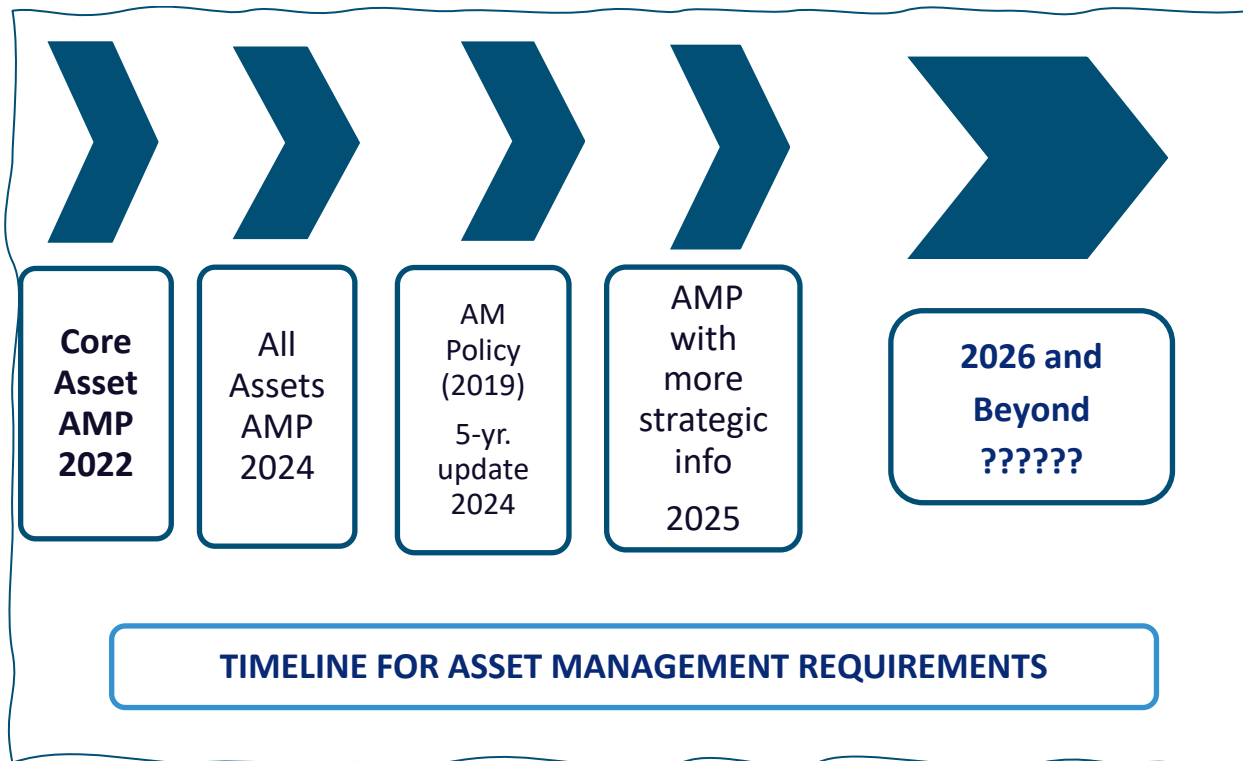 Core
Asset
AMP
2022
All
Assets
AMP
2024
AM
Policy
(2019)
5-yr.
update
2024
AMP
with
more
strategic
info
2025
2026 and
Beyond
??????
TIMELINE FOR ASSET MANAGEMENT REQUIREMENTS